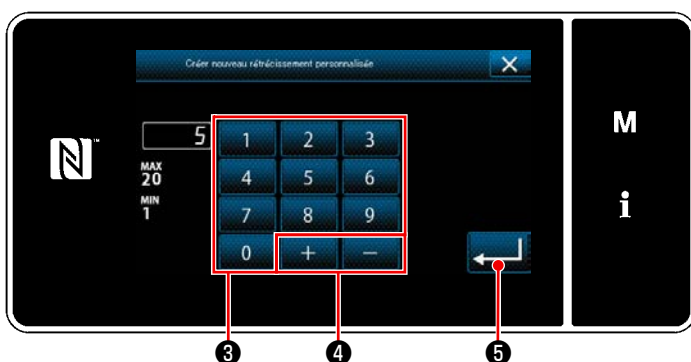 Créer nouveau rétrécissement personnalisée
5
MAX
20
MIN
1
1 2 3
4 5 6
7 8 9
0 + −
N
M
i
❸ ❹ ❺